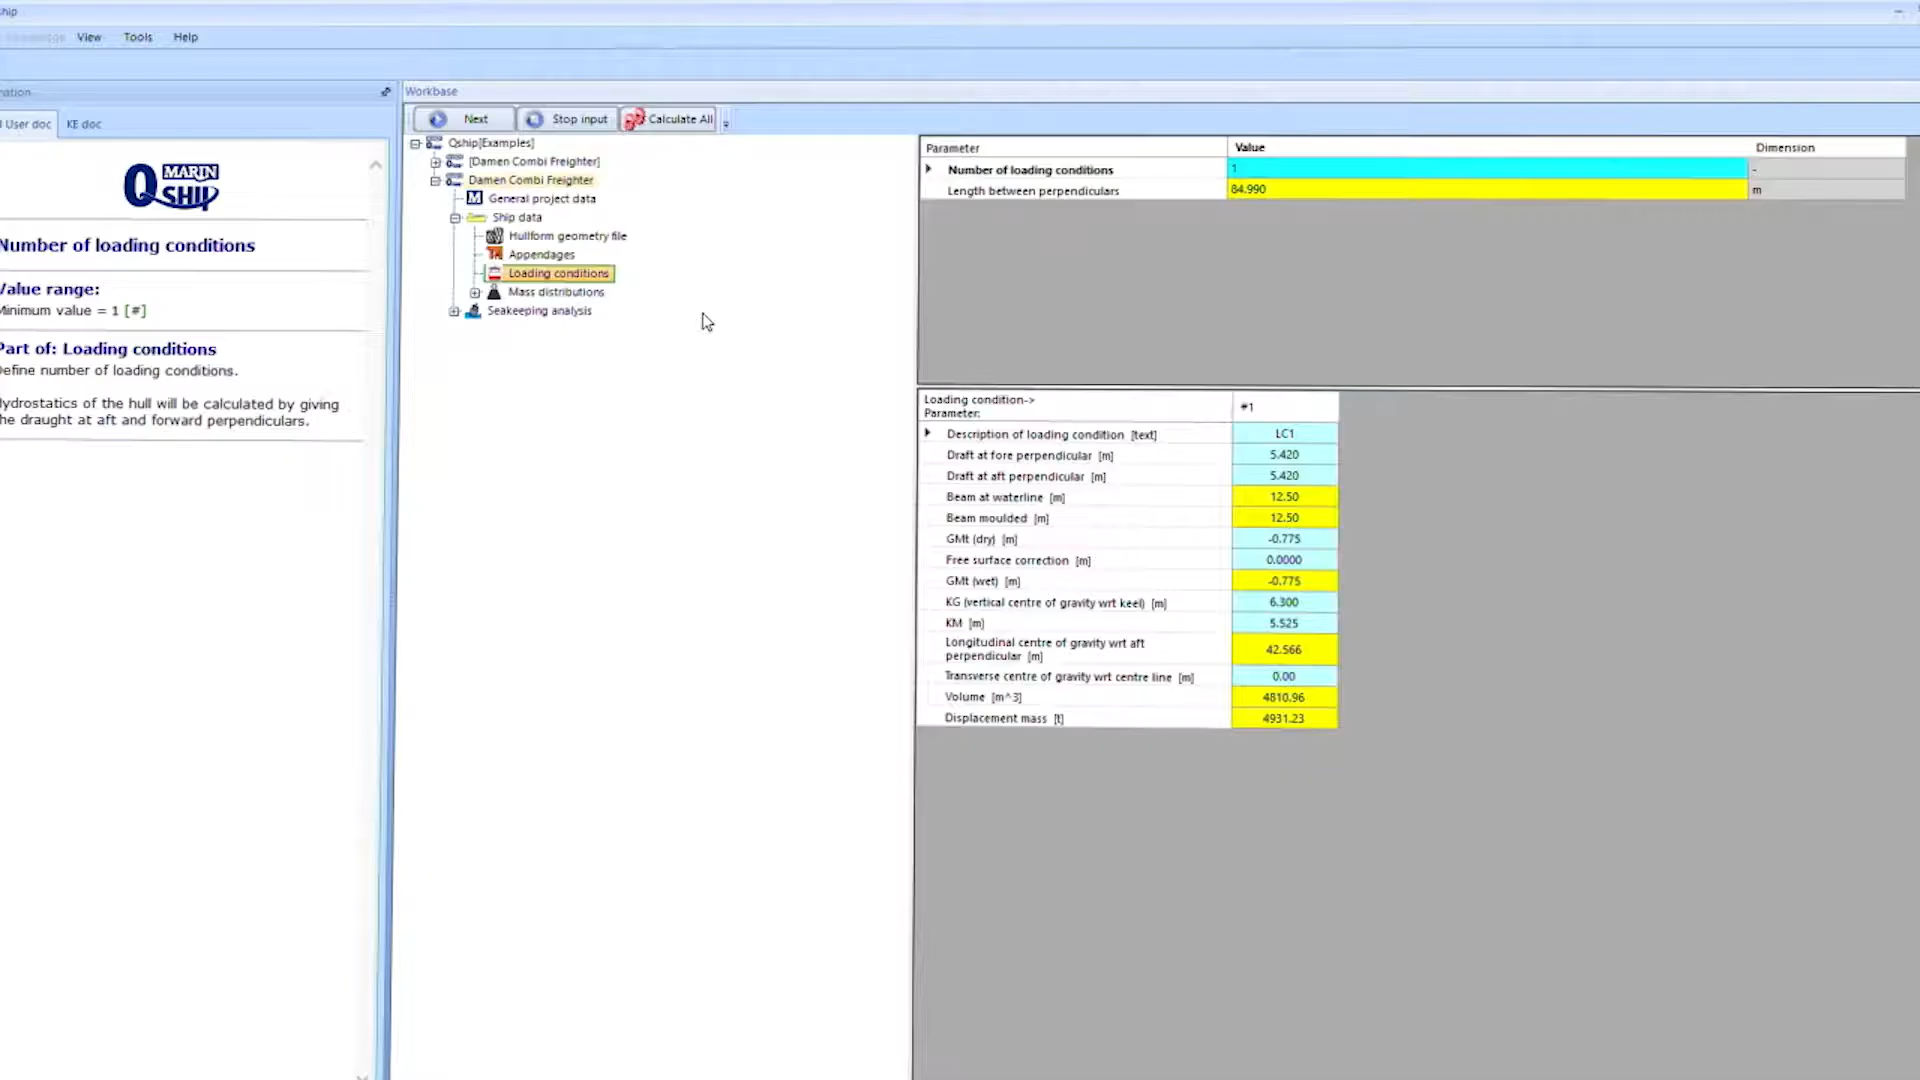 hip
View Tools Help
Workbase
User doc KE doc
Next Stop input Calculate All
MARIN
QSHIP
Number of loading conditions
Value range:
Minimum value = 1 [#]
Part of: Loading conditions
Define number of loading conditions.
Hydrostatics of the hull will be calculated by giving
the draught at aft and forward perpendiculars.
Qship[Examples]
[Damen Combi Freighter]
Damen Combi Freighter
General project data
Ship data
Hullform geometry file
Appendages
Loading conditions
Mass distributions
Seakeeping analysis
Parameter Value Dimension
Number of loading conditions 1 -
Length between perpendiculars 84.990 m
Loading condition-> #1
Parameter:
Description of loading condition [text] LC1
Draft at fore perpendicular [m] 5.420
Draft at aft perpendicular [m] 5.420
Beam at waterline [m] 12.50
Beam moulded [m] 12.50
GMt (dry) [m] -0.775
Free surface correction [m] 0.0000
GMt (wet) [m] -0.775
KG (vertical centre of gravity wrt keel) [m] 6.300
KM [m] 5.525
Longitudinal centre of gravity wrt aft
perpendicular [m] 42.566
Transverse centre of gravity wrt centre line [m] 0.00
Volume [m^3] 4810.96
Displacement mass [t] 4931.23